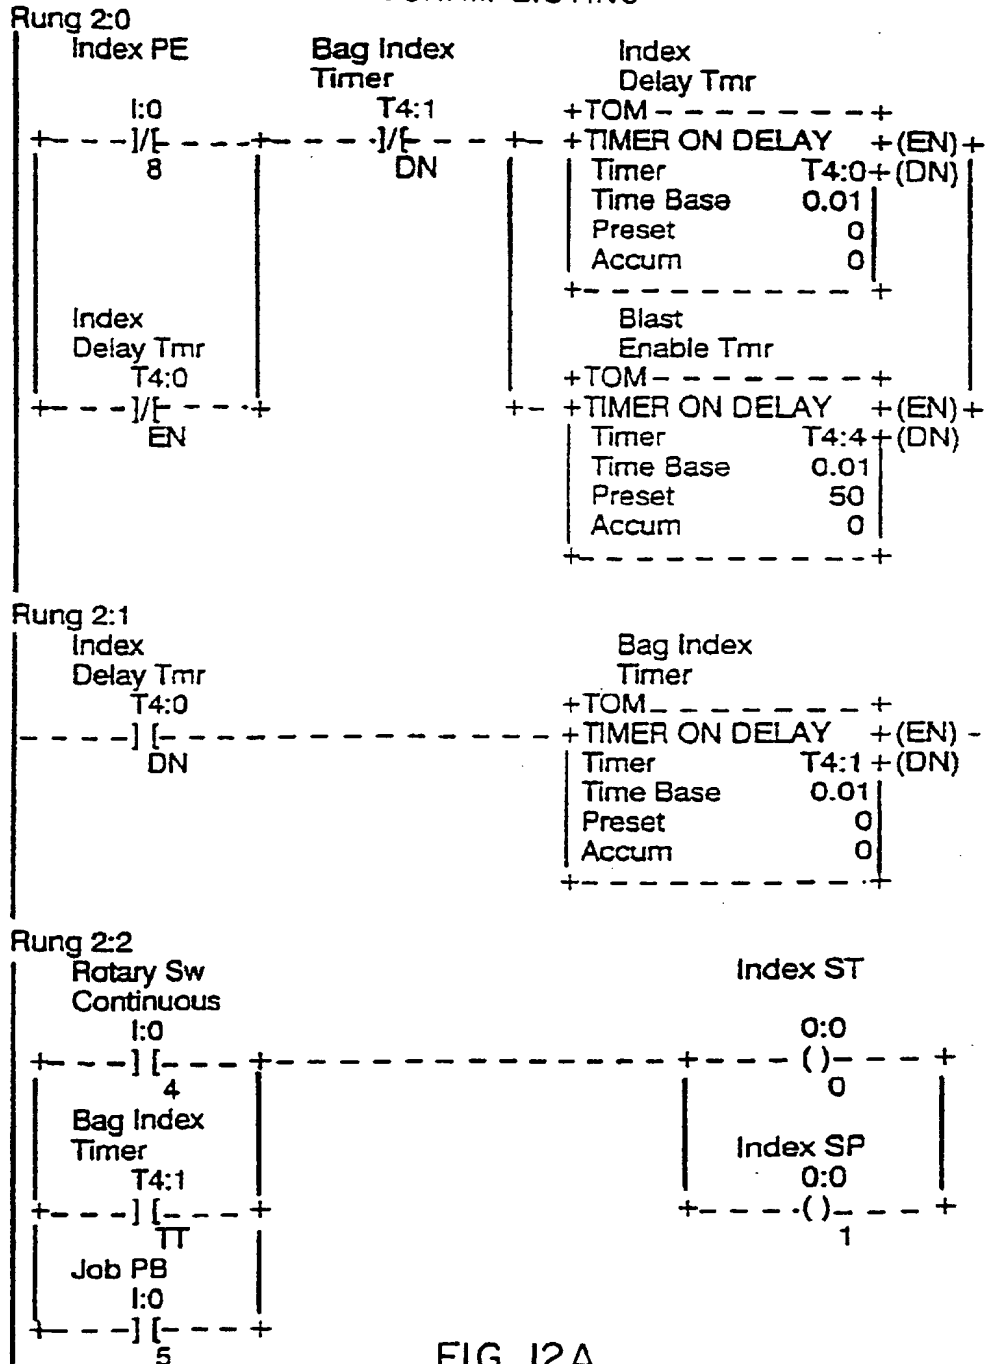 Rung 2:0
Index PE Bag Index Index
Timer Delay Tmr
I:0 T4:1 +TOM - - - - - - - - +
+- - - -]/[- - - - -+- - - - -]/[- - - +- +TIMER ON DELAY +(EN)+
8 DN Timer T4:0+(DN)
Time Base 0.01
Preset 0
Accum 0
+- - - - - - - - - - +
Index Blast
Delay Tmr Enable Tmr
T4:0 +TOM- - - - - - - - +
+- - - -]/[- - - - -+ +- +TIMER ON DELAY +(EN)+
EN Timer T4:4+(DN)
Time Base 0.01
Preset 50
Accum 0
+- - - - - - - - - - -+
Rung 2:1
Index Bag Index
Delay Tmr Timer
T4:0 +TOM- - - - - - - - +
- - - - -] [- - - - - - - - - - - - - - - +TIMER ON DELAY +(EN) -
DN Timer T4:1+(DN)
Time Base 0.01
Preset 0
Accum 0
+- - - - - - - - - - -+
Rung 2:2
Rotary Sw Index ST
Continuous
I:0 0:0
+- - - -] [- - - -+- - - - - - - - - - - - - +- - - - ( )- - - - +
4 0
Bag Index
Timer Index SP
T4:1 0:0
+- - - -] [- - - -+ +- - - - ( )- - - - +
TT 1
Job PB
I:0
+- - - -] [- - - -+
5
FIG. 12A